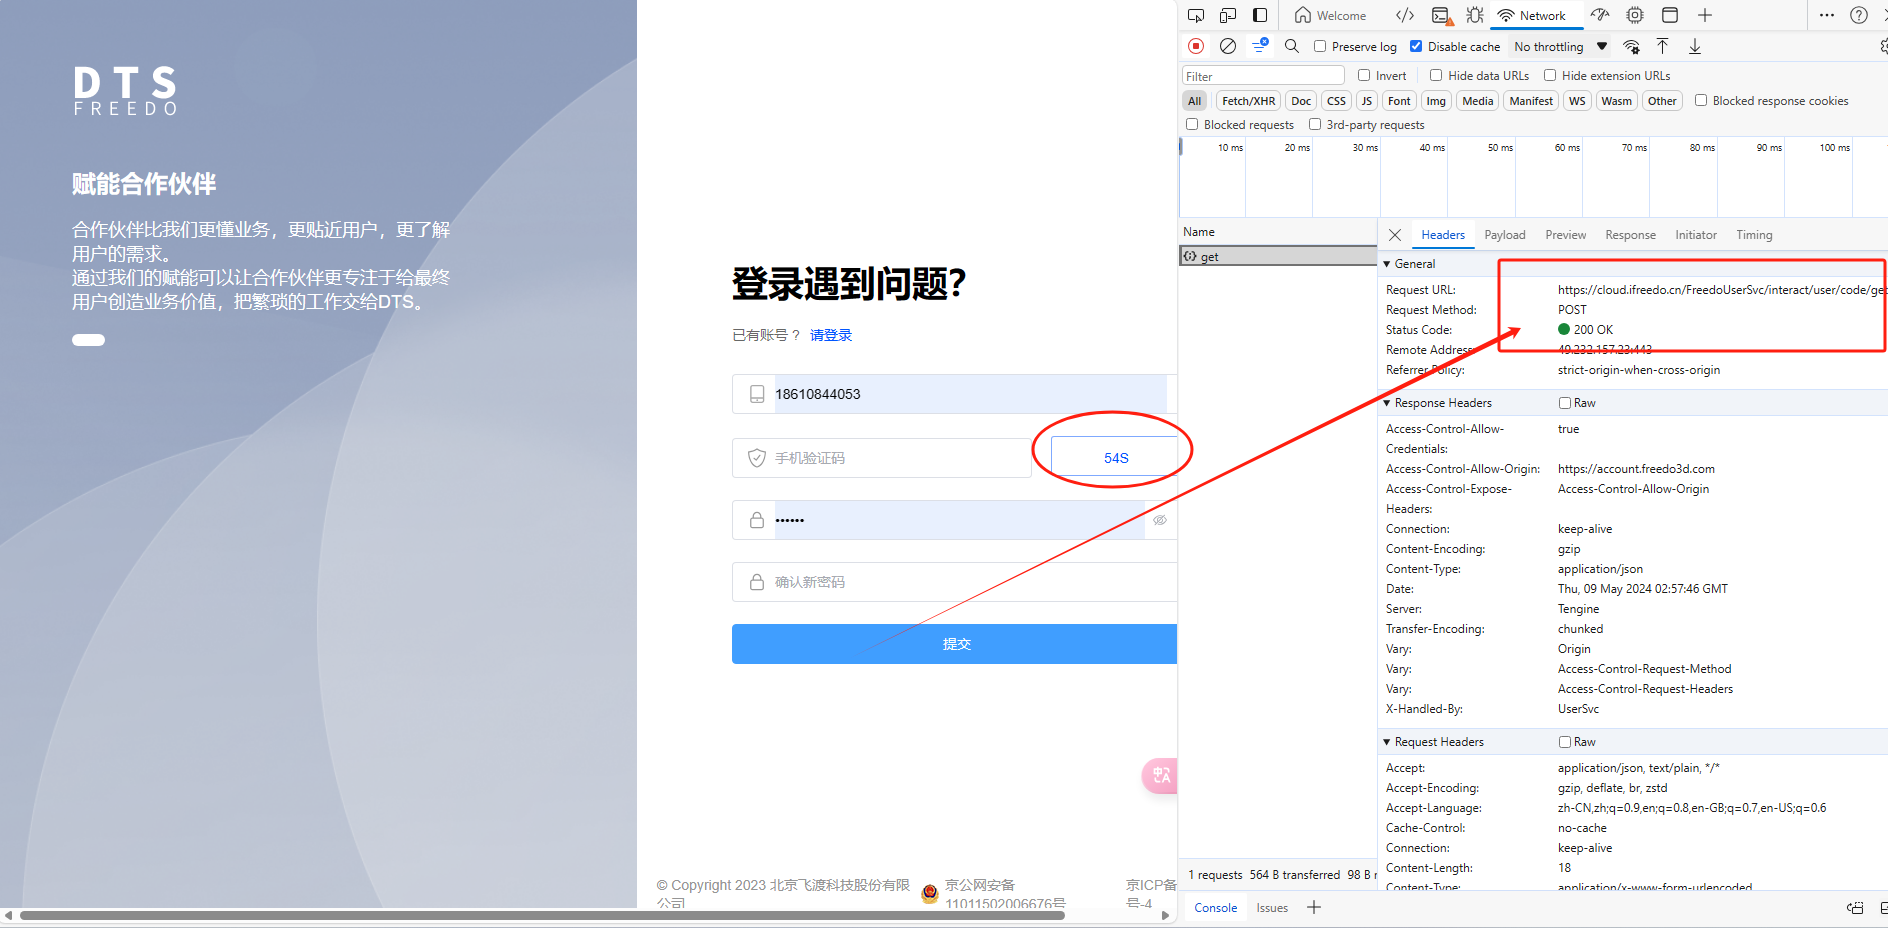 DTS
FREEDO
赋能合作伙伴
合作伙伴比我们更懂业务，更贴近用户，更了解
用户的需求。
通过我们的赋能可以让合作伙伴更专注于给最终
用户创造业务价值，把繁琐的工作交给DTS。
登录遇到问题?
已有账号？ 请登录
18610844053
手机验证码
54S
••••••
确认新密码
提交
© Copyright 2023 北京飞渡科技股份有限
公司
京公网安备
11011502006676号
京ICP备
号-4
Welcome
Network
Preserve log
Disable cache
No throttling
Filter
Invert
Hide data URLs
Hide extension URLs
All
Fetch/XHR
Doc
CSS
JS
Font
Img
Media
Manifest
WS
Wasm
Other
Blocked response cookies
Blocked requests
3rd-party requests
10 ms
20 ms
30 ms
40 ms
50 ms
60 ms
70 ms
80 ms
90 ms
100 ms
Name
get
Headers
Payload
Preview
Response
Initiator
Timing
General
Request URL: https://cloud.ifreedo.cn/FreedoUserSvc/interact/user/code/get
Request Method: POST
Status Code: 200 OK
Remote Address: 49.232.157.23:443
Referrer Policy: strict-origin-when-cross-origin
Response Headers
Raw
Access-Control-Allow- true
Credentials:
Access-Control-Allow-Origin: https://account.freedo3d.com
Access-Control-Expose- Access-Control-Allow-Origin
Headers:
Connection: keep-alive
Content-Encoding: gzip
Content-Type: application/json
Date: Thu, 09 May 2024 02:57:46 GMT
Server: Tengine
Transfer-Encoding: chunked
Vary: Origin
Vary: Access-Control-Request-Method
Vary: Access-Control-Request-Headers
X-Handled-By: UserSvc
Request Headers
Raw
Accept: application/json, text/plain, */*
Accept-Encoding: gzip, deflate, br, zstd
Accept-Language: zh-CN,zh;q=0.9,en;q=0.8,en-GB;q=0.7,en-US;q=0.6
Cache-Control: no-cache
Connection: keep-alive
Content-Length: 18
Content-Type: application/x-www-form-urlencoded
1 requests 564 B transferred 98 B r
Console
Issues